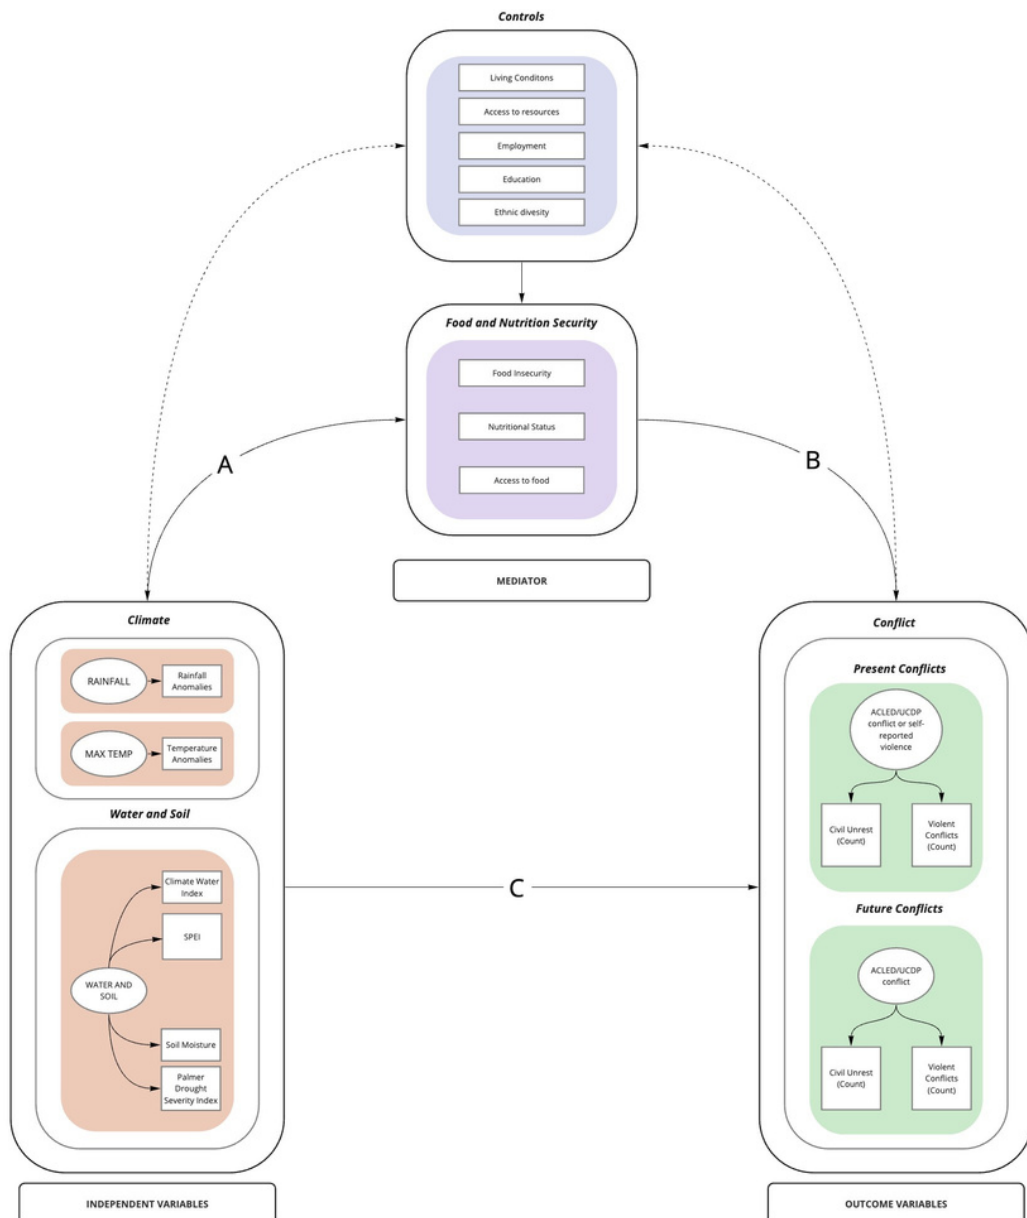 Controls
Living Conditons
Access to resources
Employment
Education
Ethnic divesity
Food and Nutrition Security
Food Insecurity
Nutritional Status
Access to food
A
B
MEDIATOR
Climate
RAINFALL
Rainfall
Anomalies
MAX TEMP
Temperature
Anomalies
Water and Soil
Climate Water
Index
SPEI
WATER AND
SOIL
Soil Moisture
Palmer
Drought
Severity Index
INDEPENDENT VARIABLES
C
Conflict
Present Conflicts
ACLED/UCDP
conflict or self-
reported
violence
Civil Unrest
(Count)
Violent
Conflicts
(Count)
Future Conflicts
ACLED/UCDP
conflict
Civil Unrest
(Count)
Violent
Conflicts
(Count)
OUTCOME VARIABLES